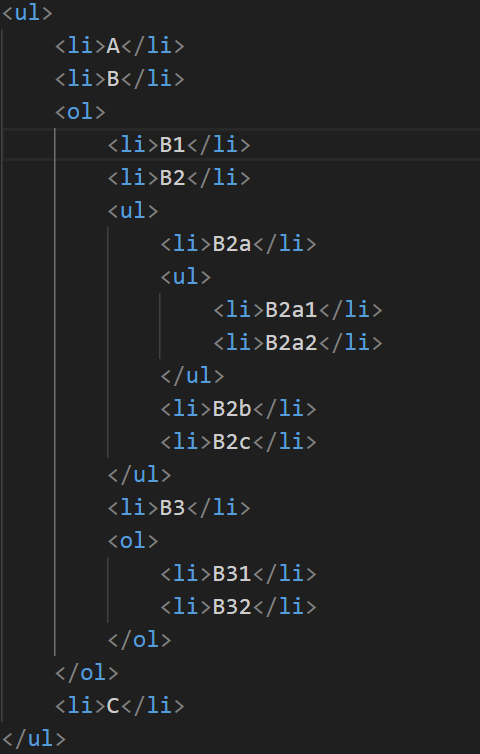 <ul>
    <li>A</li>
    <li>B</li>
    <ol>
        <li>B1</li>
        <li>B2</li>
        <ul>
            <li>B2a</li>
            <ul>
                <li>B2a1</li>
                <li>B2a2</li>
            </ul>
            <li>B2b</li>
            <li>B2c</li>
        </ul>
        <li>B3</li>
        <ol>
            <li>B31</li>
            <li>B32</li>
        </ol>
    </ol>
    <li>C</li>
</ul>